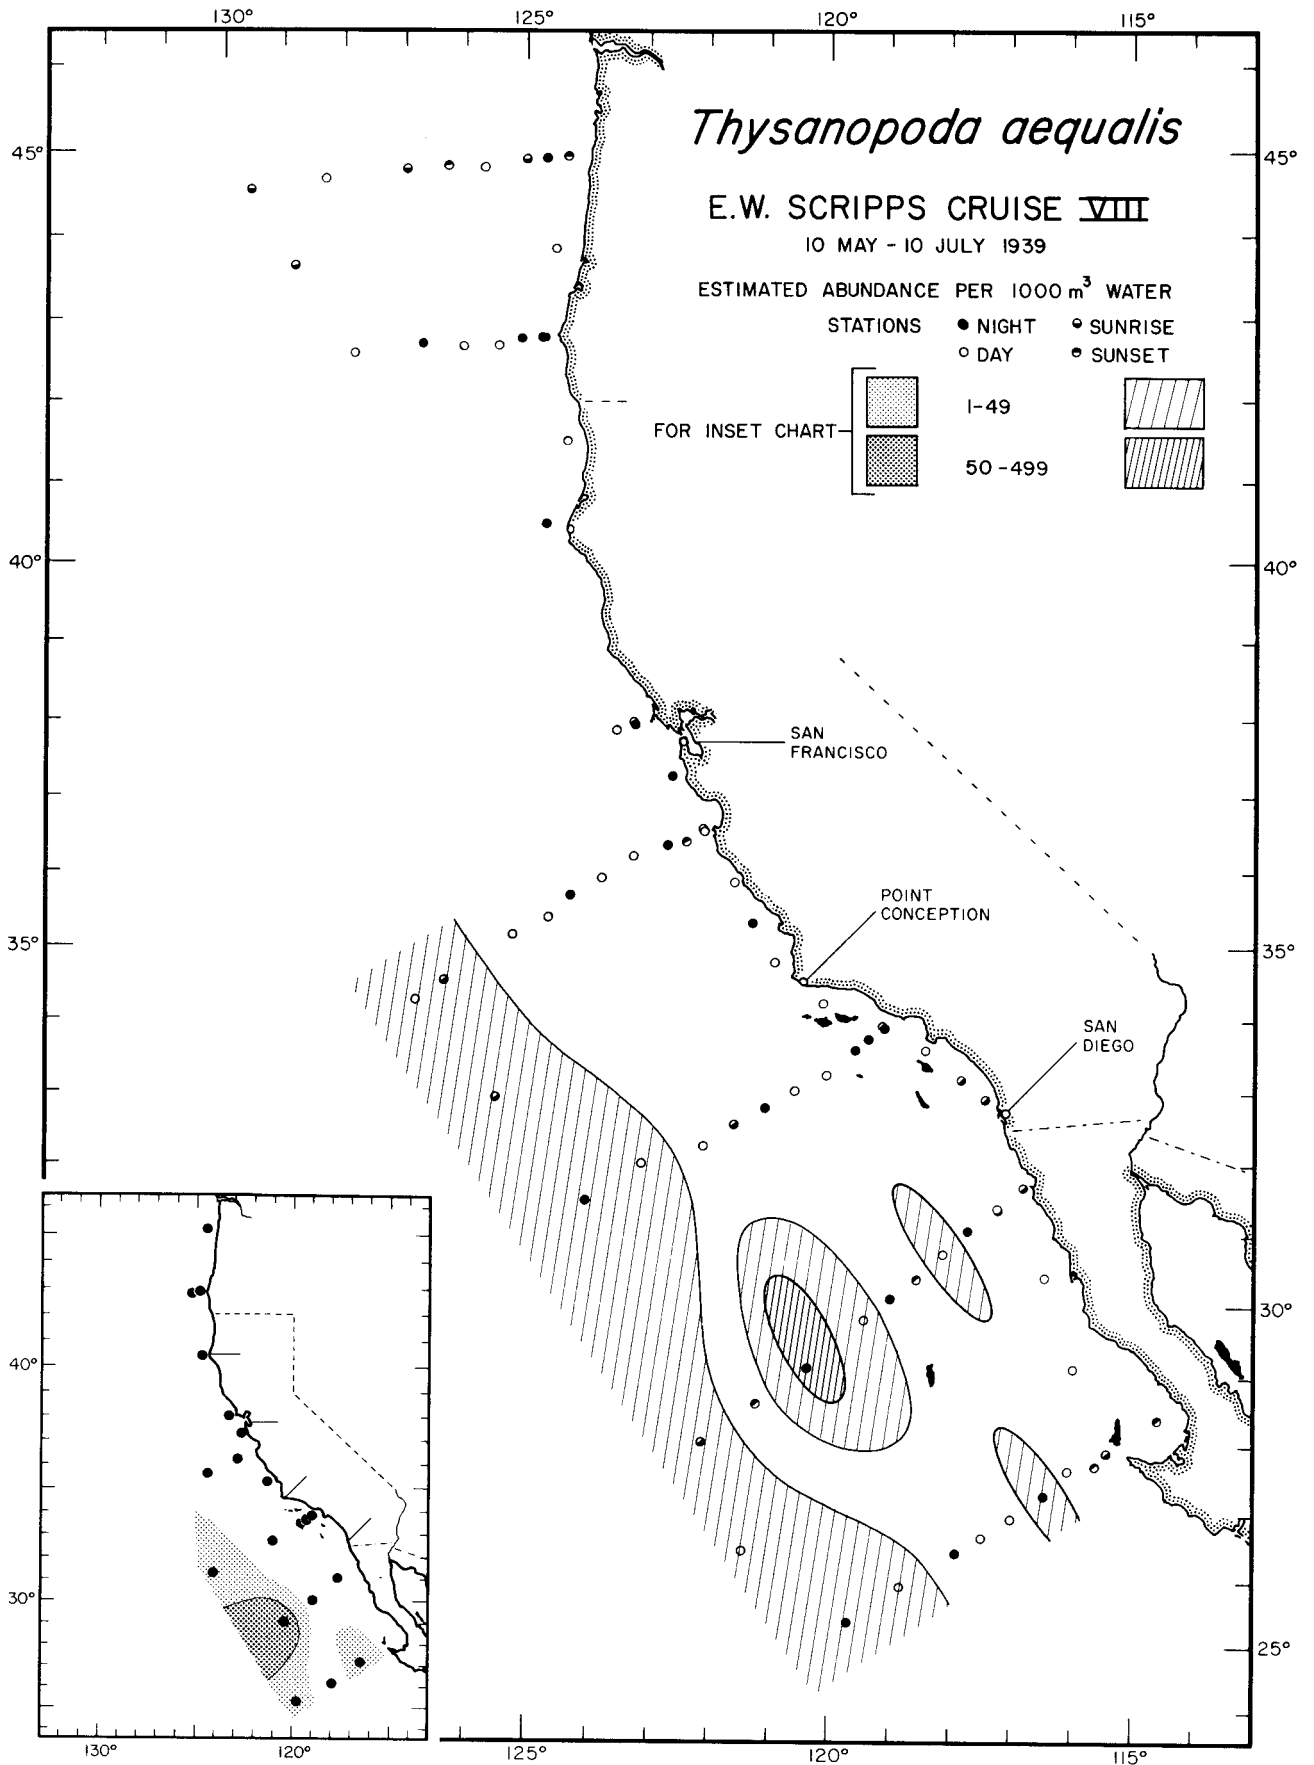 130° 125° 120° 115°
Thysanopoda aequalis
E.W. SCRIPPS CRUISE VIII
10 MAY - 10 JULY 1939
ESTIMATED ABUNDANCE PER 1000 m³ WATER
STATIONS NIGHT SUNRISE
DAY SUNSET
FOR INSET CHART
1-49
50-499
45° 45°
40° 40°
SAN
FRANCISCO
POINT
CONCEPTION
35° 35°
SAN
DIEGO
30°
25°
40°
30°
130° 120°
125° 120° 115°